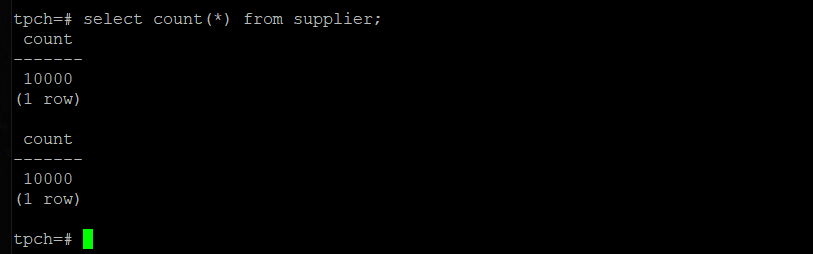 tpch=# select count(*) from supplier;
 count
-------
 10000
(1 row)

 count
-------
 10000
(1 row)

tpch=#